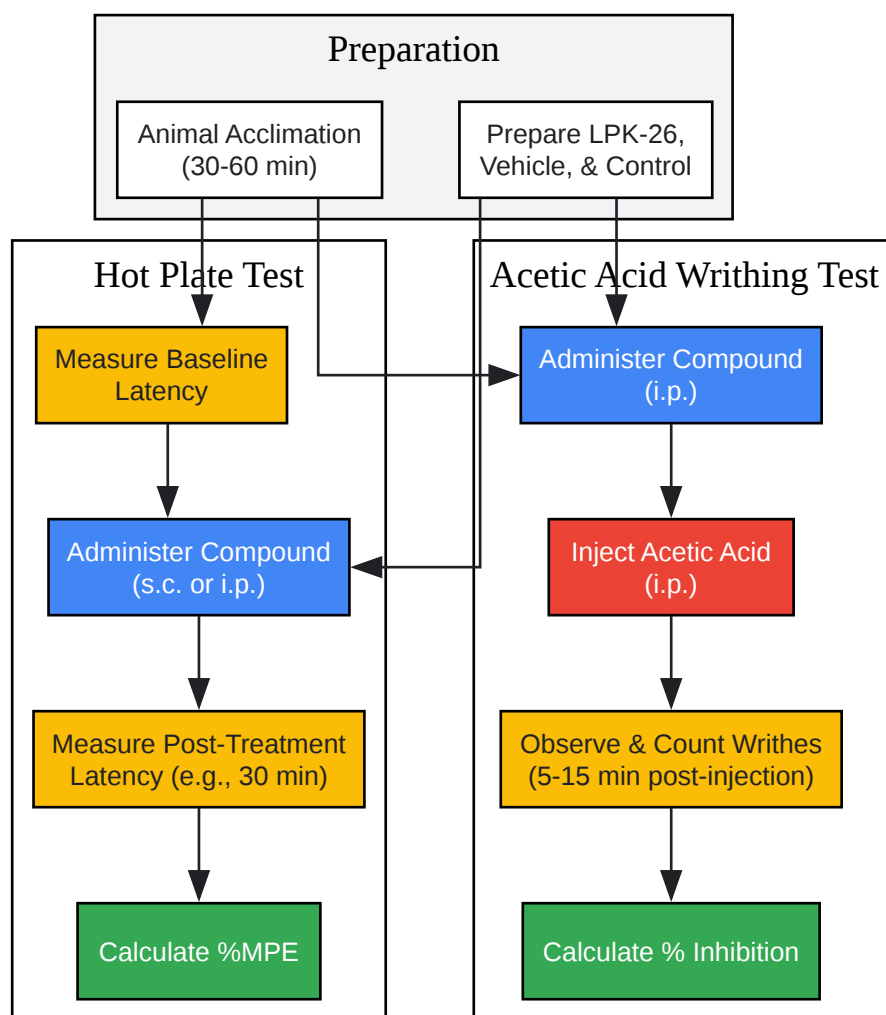 Preparation
Animal Acclimation
(30-60 min)
Prepare LPK-26,
Vehicle, & Control
Hot Plate Test
Measure Baseline
Latency
Administer Compound
(s.c. or i.p.)
Measure Post-Treatment
Latency (e.g., 30 min)
Calculate %MPE
Acetic Acid Writhing Test
Administer Compound
(i.p.)
Inject Acetic Acid
(i.p.)
Observe & Count Writhes
(5-15 min post-injection)
Calculate % Inhibition